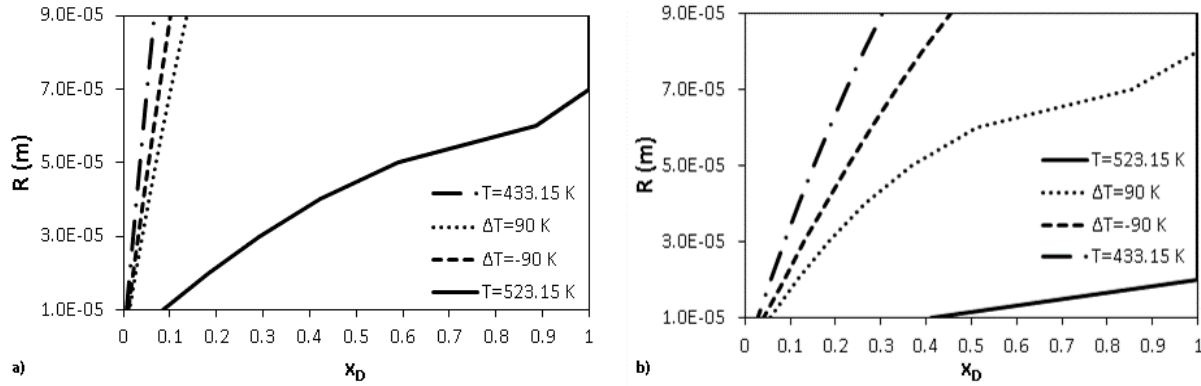 9.0E-05
7.0E-05
5.0E-05
3.0E-05
1.0E-05
R (m)
T=433.15 K
ΔT=90 K
ΔT=-90 K
T=523.15 K
0 0.1 0.2 0.3 0.4 0.5 0.6 0.7 0.8 0.9 1
a) xD
9.0E-05
7.0E-05
5.0E-05
3.0E-05
1.0E-05
R (m)
T=523.15 K
ΔT=90 K
ΔT=-90 K
T=433.15 K
0 0.1 0.2 0.3 0.4 0.5 0.6 0.7 0.8 0.9 1
b) xD